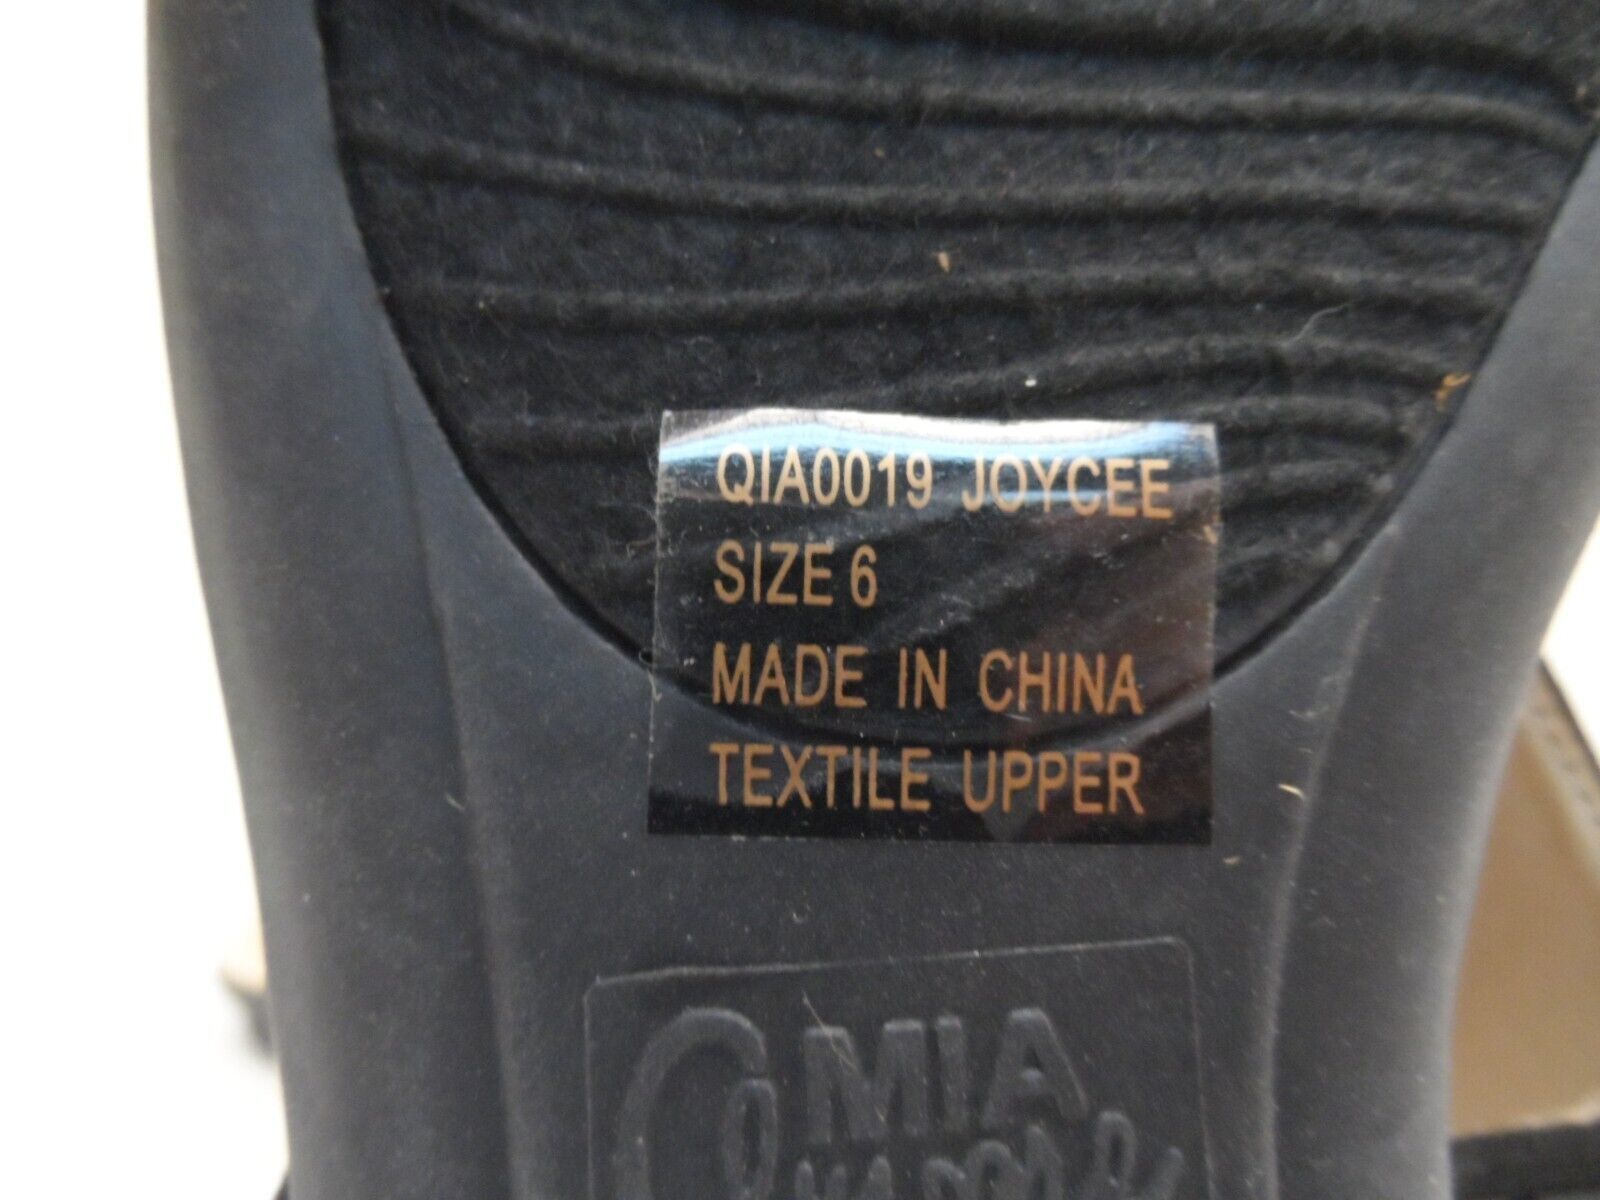 QIA0019 JOYCEE
SIZE 6
MADE IN CHINA
TEXTILE UPPER
MIA